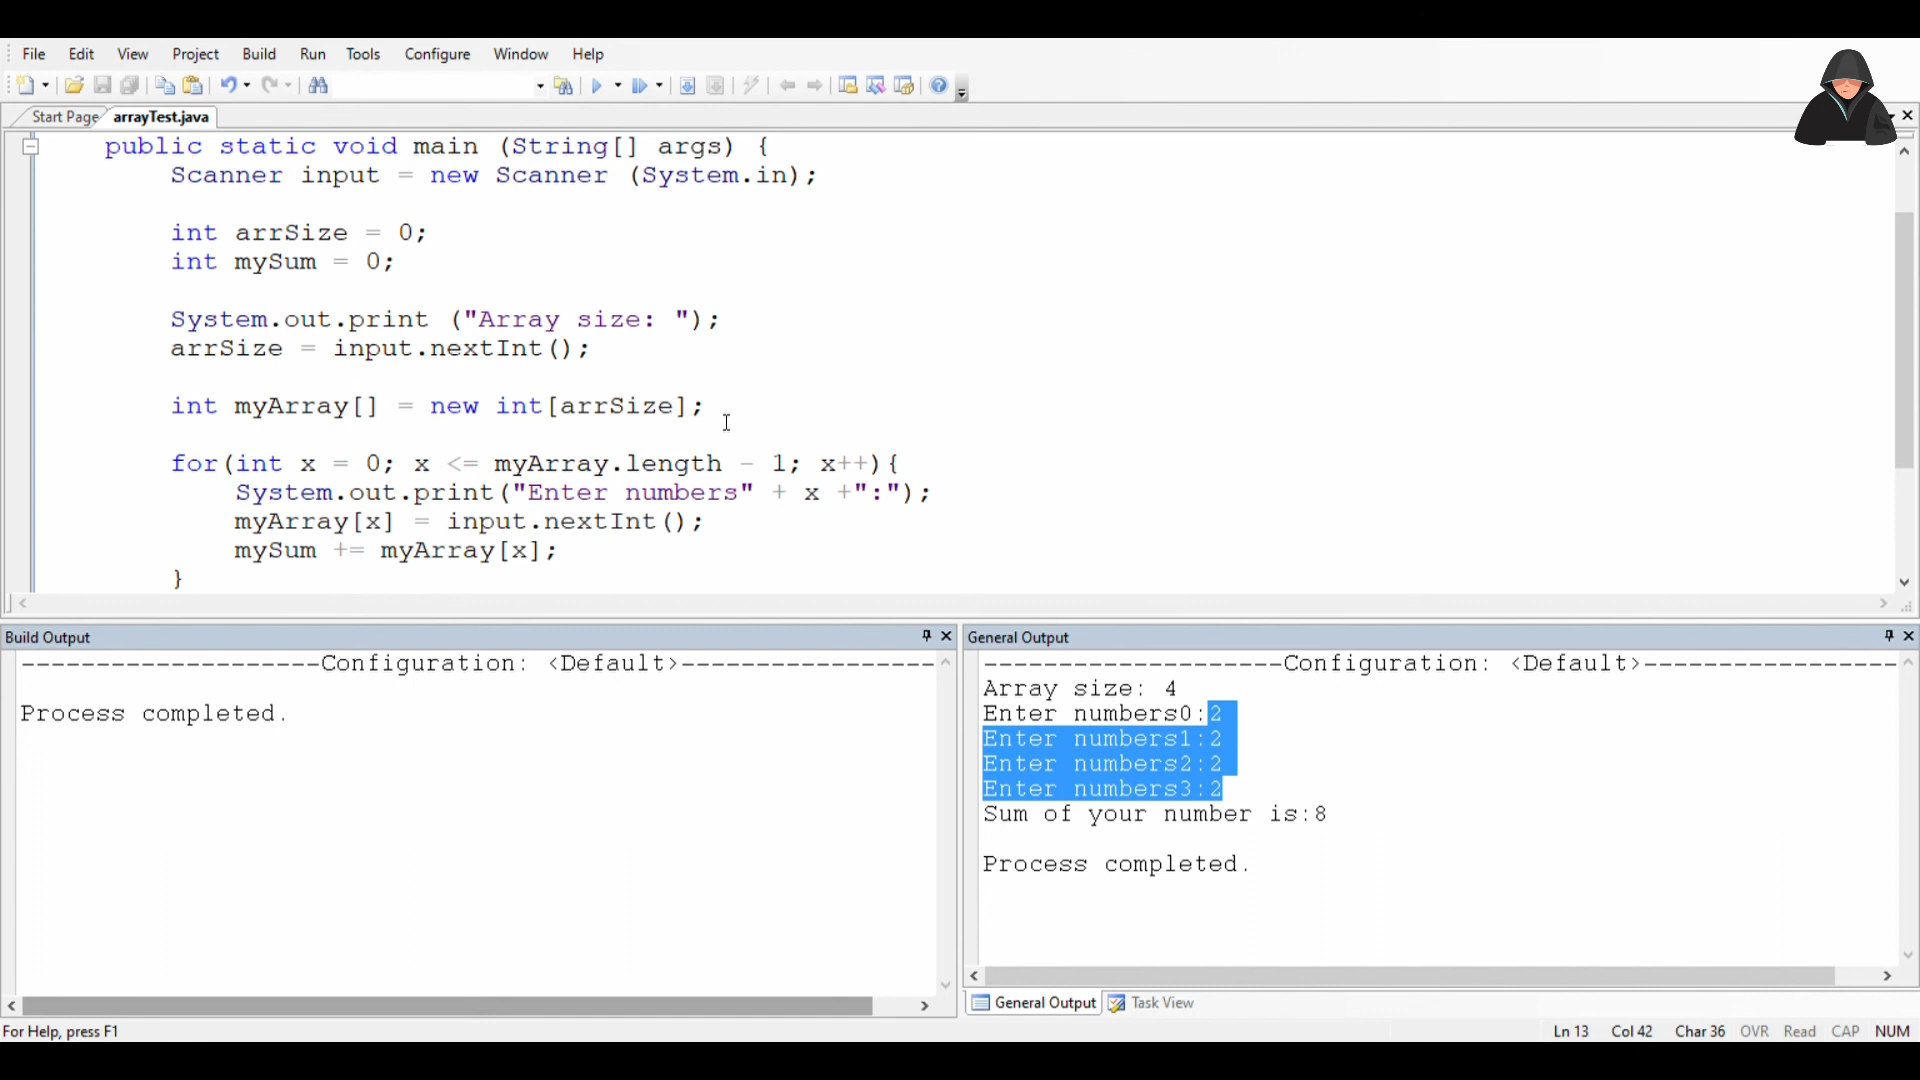 File Edit View Project Build Run Tools Configure Window Help
Start Page arrayTest.java
public static void main (String[] args) {
Scanner input = new Scanner (System.in);
int arrSize = 0;
int mySum = 0;
System.out.print ("Array size: ");
arrSize = input.nextInt();
int myArray[] = new int[arrSize];
for(int x = 0; x <= myArray.length - 1; x++){
System.out.print("Enter numbers" + x +":");
myArray[x] = input.nextInt();
mySum += myArray[x];
}
Build Output
--------------------Configuration: <Default>-----------------
Process completed.
General Output
--------------------Configuration: <Default>-----------------
Array size: 4
Enter numbers0:2
Enter numbers1:2
Enter numbers2:2
Enter numbers3:2
Sum of your number is:8
Process completed.
General Output Task View
For Help, press F1
Ln 13 Col 42 Char 36 OVR Read CAP NUM